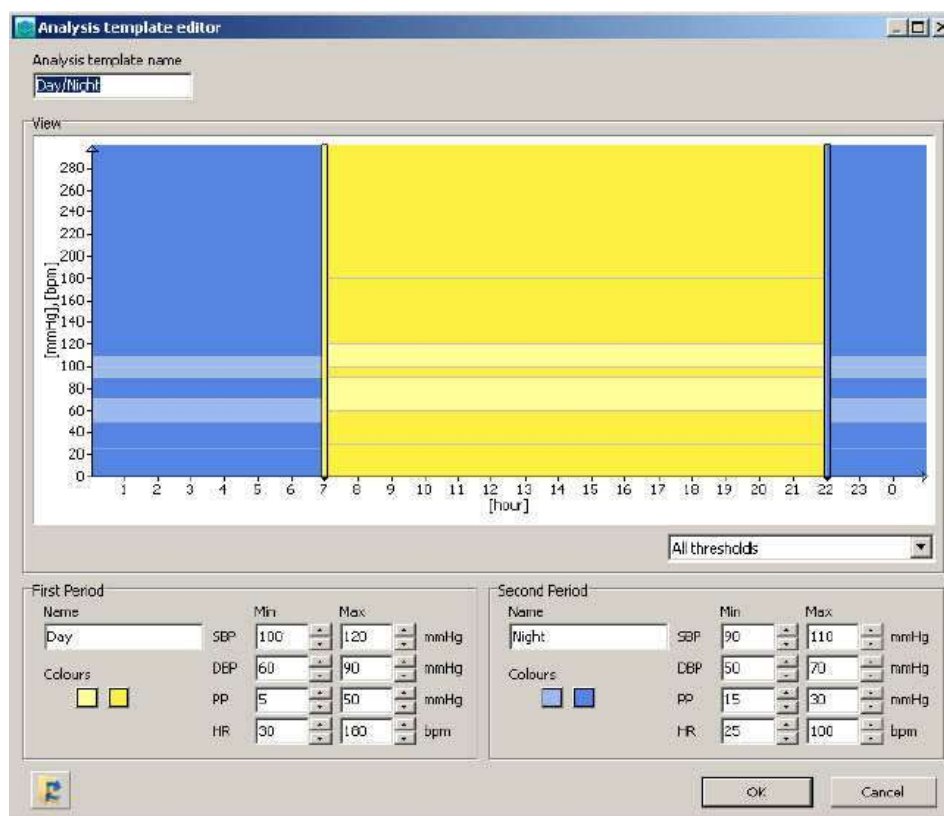 Analysis template editor
Analysis template name
Day/Night
View
280
260
240
220
200
180
160
140
120
100
80
60
40
20
0
[mmHg],[bpm]
1 2 3 4 5 6 7 8 9 10 11 12 13 14 15 16 17 18 19 20 21 22 23 0
[hour]
All thresholds
First Period
Name Min Max
Day SBP 100 120 mmHg
Colours DBP 60 90 mmHg
PP 5 50 mmHg
HR 30 180 bpm
Second Period
Name Min Max
Night SBP 90 110 mmHg
Colours DBP 50 70 mmHg
PP 15 30 mmHg
HR 25 100 bpm
OK Cancel